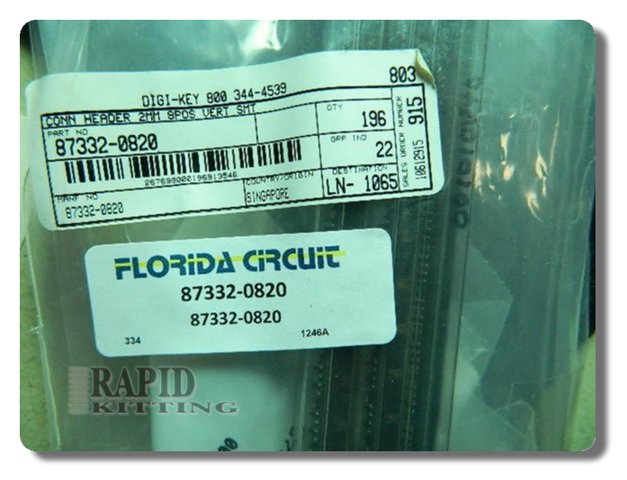 803
DIGI-KEY 800 344-4539
CONN HEADER 2MM 8POS VERT SMT
PART NO.
87332-0820
QTY
196
GRP IND
22
SALES ORDER NUMBER
10612915
915
COUNTRY/ORIGIN
SINGAPORE
DESTINATION
LN- 1065
MANF NO
87332-0820
FLORIDA CIRCUIT
87332-0820
87332-0820
334
1246A
RAPID
KITTING